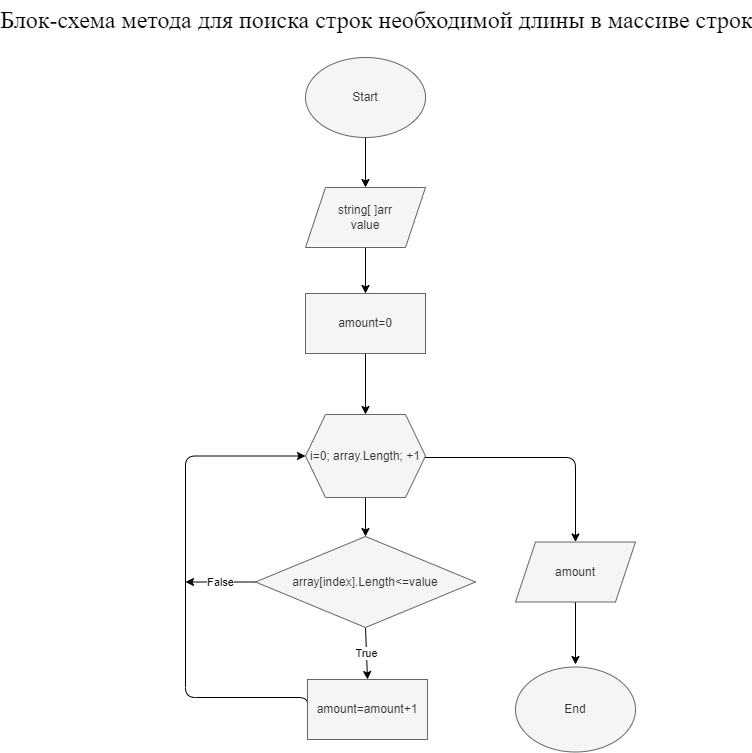 Блок-схема метода для поиска строк необходимой длины в массиве строк
Start
string[ ]arr
value
amount=0
i=0; array.Length; +1
array[index].Length<=value
False
True
amount=amount+1
amount
End